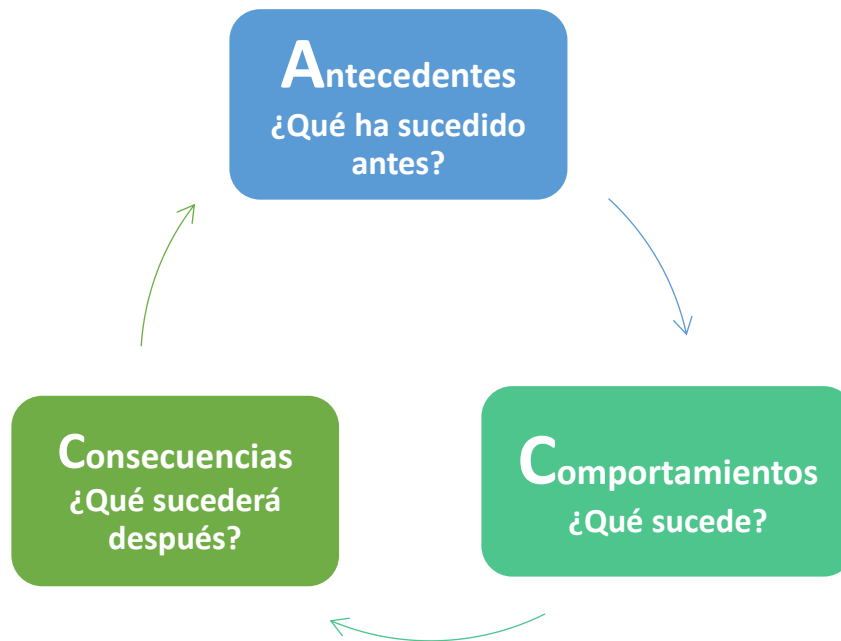 Antecedentes
¿Qué ha sucedido
antes?
Consecuencias
¿Qué sucederá
después?
Comportamientos
¿Qué sucede?